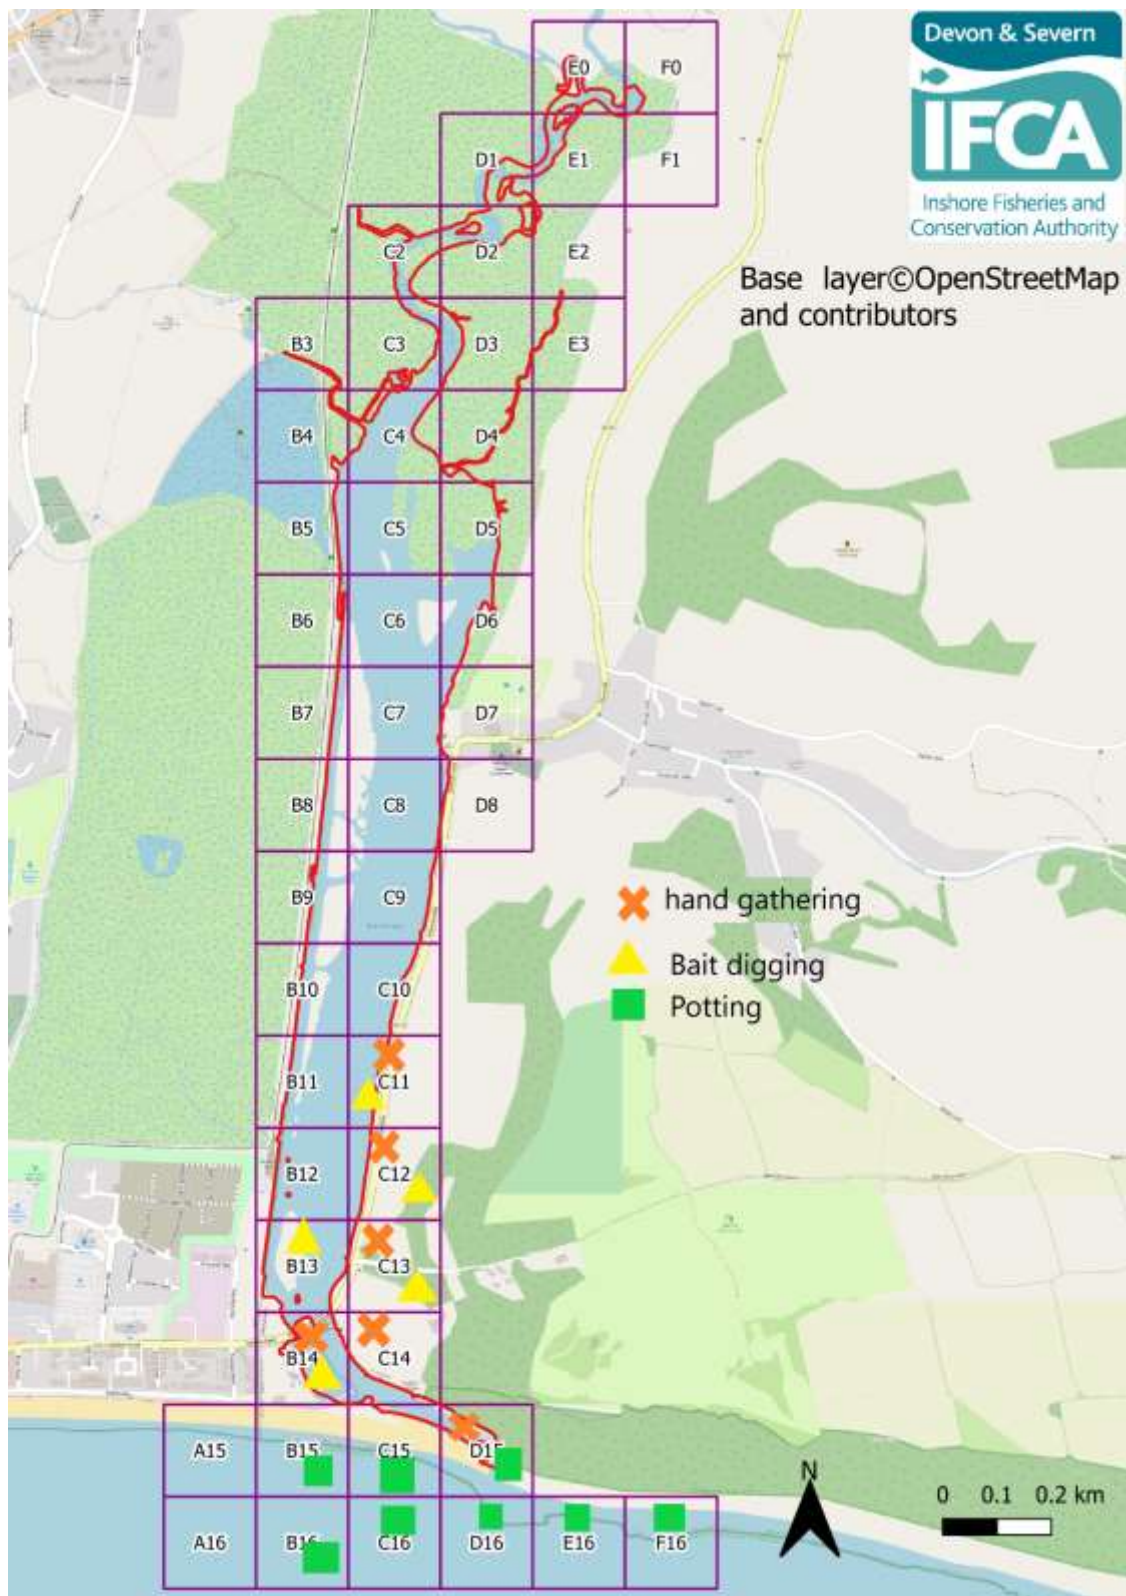 Devon & Severn
IFCA
Inshore Fisheries and
Conservation Authority
Base layer©OpenStreetMap
and contributors
E0 F0
D1 E1 F1
C2 D2 E2
B3 C3 D3 E3
B4 C4 D4
B5 C5 D5
B6 C6 D6
B7 C7 D7
B8 C8 D8
B9 C9
hand gathering
Bait digging
Potting
B10 C10
B11 C11
B12 C12
B13 C13
B14 C14
A15 B15 C15 D15
A16 B16 C16 D16 E16 F16
N
0 0.1 0.2 km